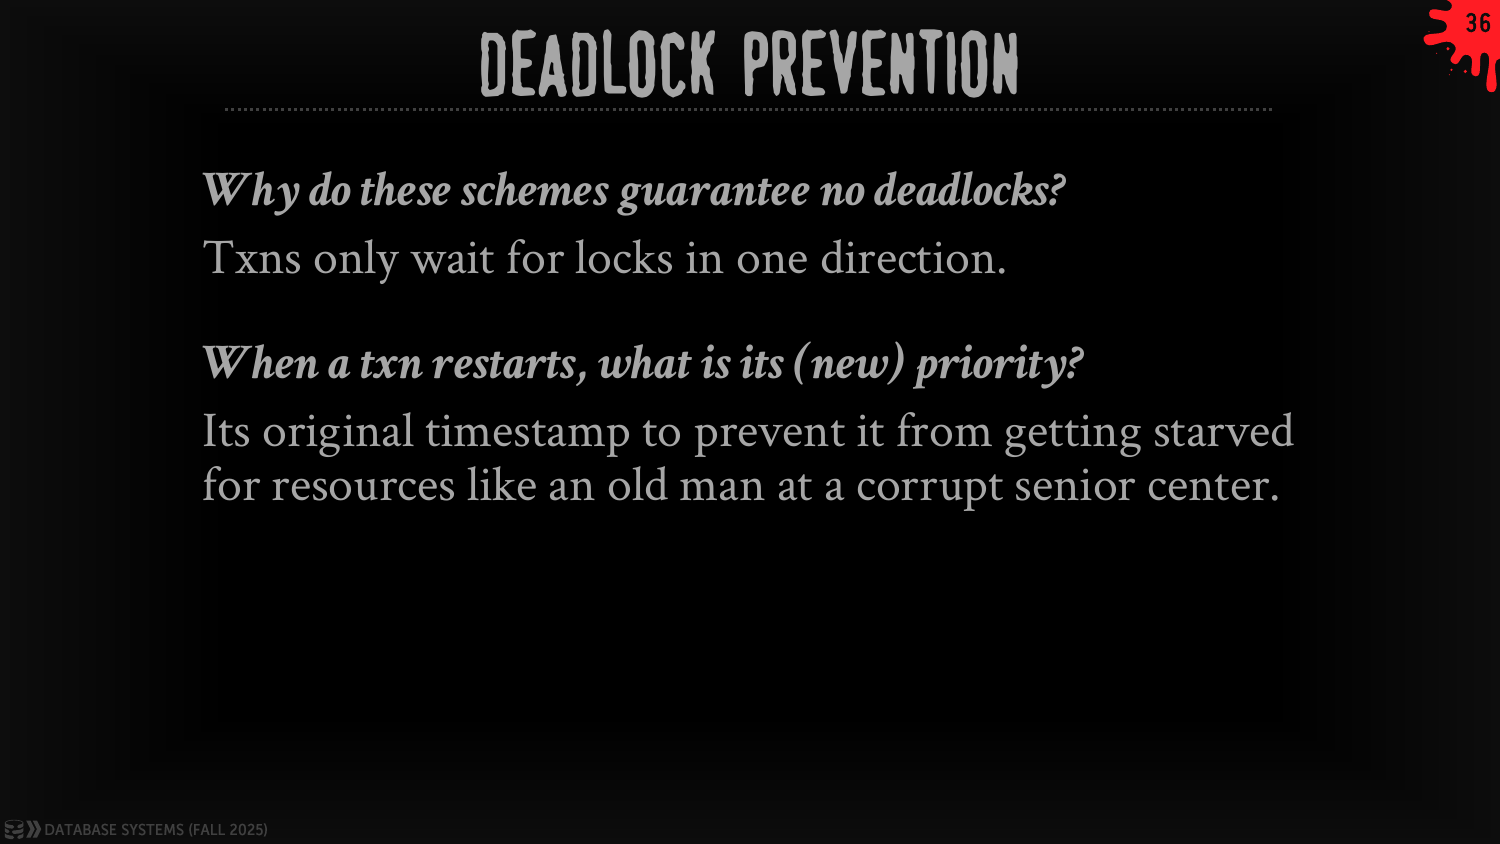 DEADLOCK PREVENTION
36
Why do these schemes guarantee no deadlocks?
Txns only wait for locks in one direction.
When a txn restarts, what is its (new) priority?
Its original timestamp to prevent it from getting starved
for resources like an old man at a corrupt senior center.
DATABASE SYSTEMS (FALL 2025)